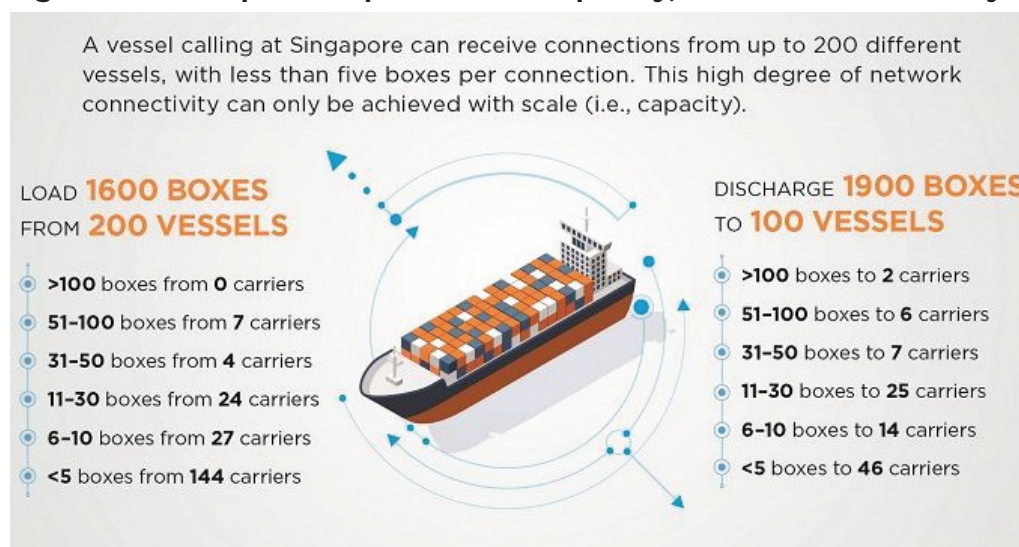 A vessel calling at Singapore can receive connections from up to 200 different
vessels, with less than five boxes per connection. This high degree of network
connectivity can only be achieved with scale (i.e., capacity).
LOAD 1600 BOXES
FROM 200 VESSELS
>100 boxes from 0 carriers
51–100 boxes from 7 carriers
31–50 boxes from 4 carriers
11–30 boxes from 24 carriers
6–10 boxes from 27 carriers
<5 boxes from 144 carriers
DISCHARGE 1900 BOXES
TO 100 VESSELS
>100 boxes to 2 carriers
51–100 boxes to 6 carriers
31–50 boxes to 7 carriers
11–30 boxes to 25 carriers
6–10 boxes to 14 carriers
<5 boxes to 46 carriers